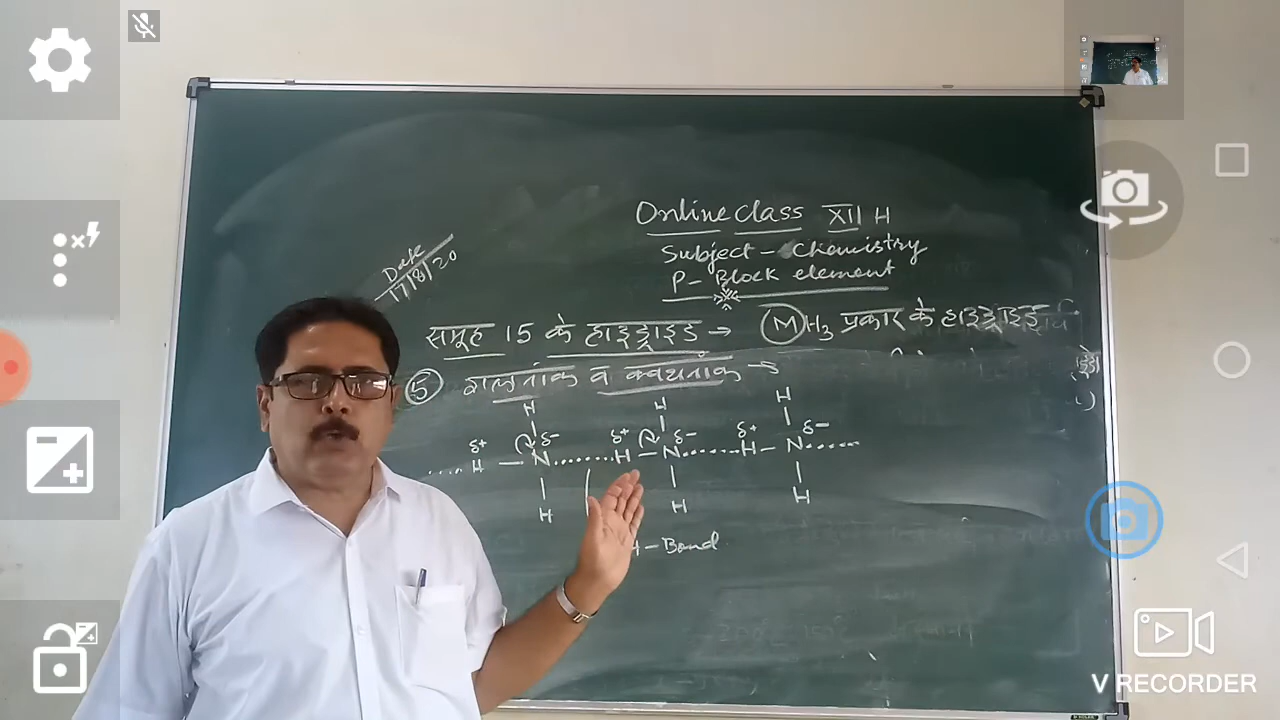 Online class XII H
Subject - Chemistry
P- Block element
Date
17/8/20
समूह 15 के हाइड्राइड → MH3 प्रकार के हाइड्राइड
5 गलनांक व क्वथनांक →
H H H
δ+ δ- δ+ δ- δ+ δ-
.....H — N.......H — N......H — N......
H H H
H-Bond
V RECORDER